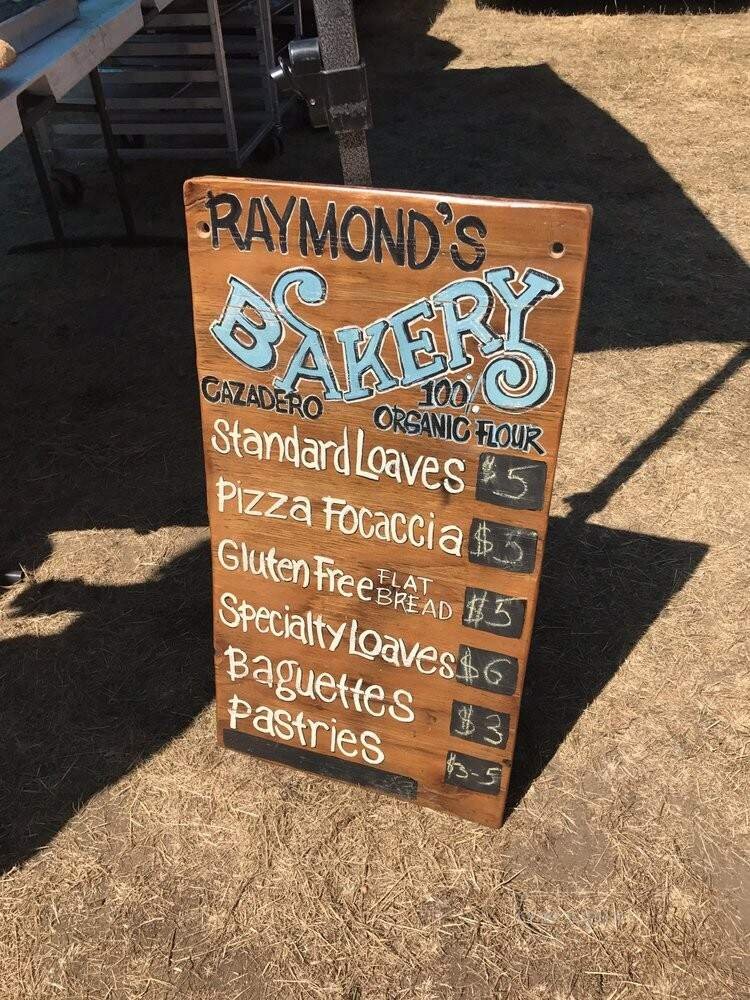 RAYMOND'S
BAKERY
CAZADERO
100%
ORGANIC FLOUR
Standard Loaves $5
Pizza Focaccia $5
Gluten Free FLAT BREAD $5
Specialty Loaves $6
Baguettes $3
Pastries $3-5